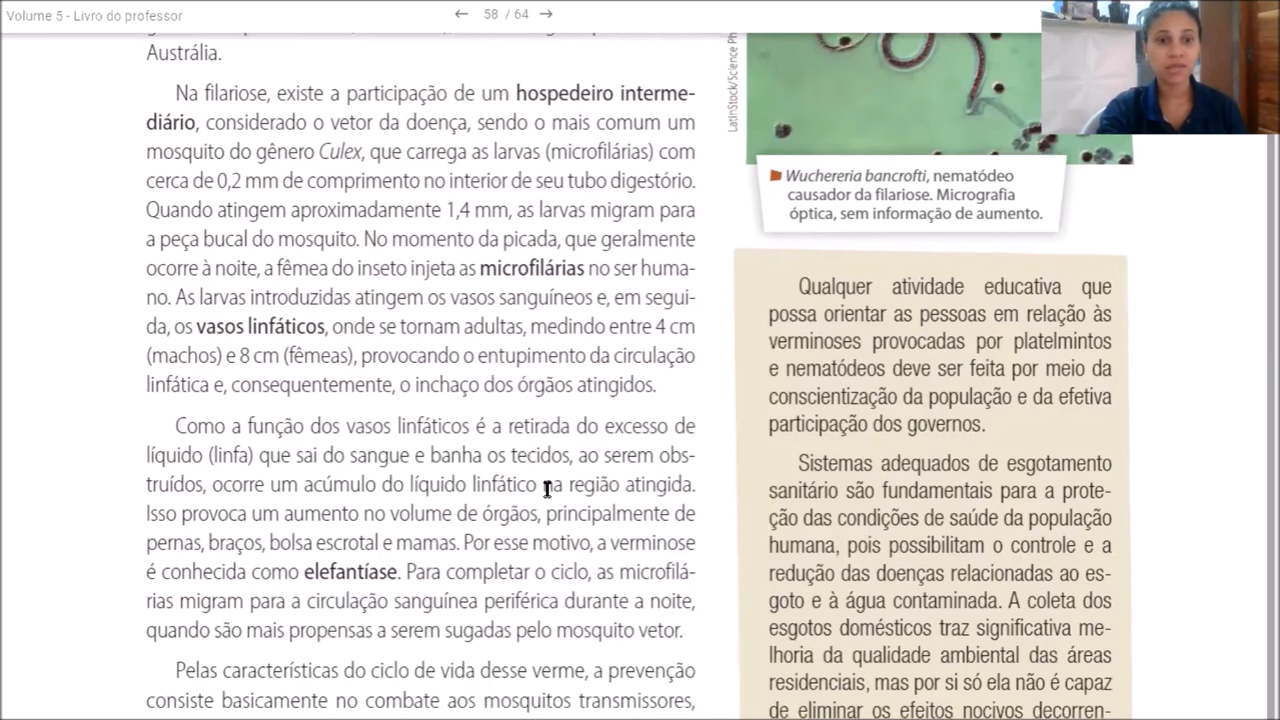 Volume 5 - Livro do professor
58 / 64
Austrália.
Na filariose, existe a participação de um hospedeiro interme-
diário, considerado o vetor da doença, sendo o mais comum um
mosquito do gênero Culex, que carrega as larvas (microfilárias) com
cerca de 0,2 mm de comprimento no interior de seu tubo digestório.
Quando atingem aproximadamente 1,4 mm, as larvas migram para
a peça bucal do mosquito. No momento da picada, que geralmente
ocorre à noite, a fêmea do inseto injeta as microfilárias no ser huma-
no. As larvas introduzidas atingem os vasos sanguíneos e, em segui-
da, os vasos linfáticos, onde se tornam adultas, medindo entre 4 cm
(machos) e 8 cm (fêmeas), provocando o entupimento da circulação
linfática e, consequentemente, o inchaço dos órgãos atingidos.
Como a função dos vasos linfáticos é a retirada do excesso de
líquido (linfa) que sai do sangue e banha os tecidos, ao serem obs-
truídos, ocorre um acúmulo do líquido linfático na região atingida.
Isso provoca um aumento no volume de órgãos, principalmente de
pernas, braços, bolsa escrotal e mamas. Por esse motivo, a verminose
é conhecida como elefantíase. Para completar o ciclo, as microfilá-
rias migram para a circulação sanguínea periférica durante a noite,
quando são mais propensas a serem sugadas pelo mosquito vetor.
Pelas características do ciclo de vida desse verme, a prevenção
consiste basicamente no combate aos mosquitos transmissores,
LatinStock/Science Ph
Wuchereria bancrofti, nematódeo
causador da filariose. Micrografia
óptica, sem informação de aumento.
Qualquer atividade educativa que
possa orientar as pessoas em relação às
verminoses provocadas por platelmintos
e nematódeos deve ser feita por meio da
conscientização da população e da efetiva
participação dos governos.
Sistemas adequados de esgotamento
sanitário são fundamentais para a prote-
ção das condições de saúde da população
humana, pois possibilitam o controle e a
redução das doenças relacionadas ao es-
goto e à água contaminada. A coleta dos
esgotos domésticos traz significativa me-
lhoria da qualidade ambiental das áreas
residenciais, mas por si só ela não é capaz
de eliminar os efeitos nocivos decorren-